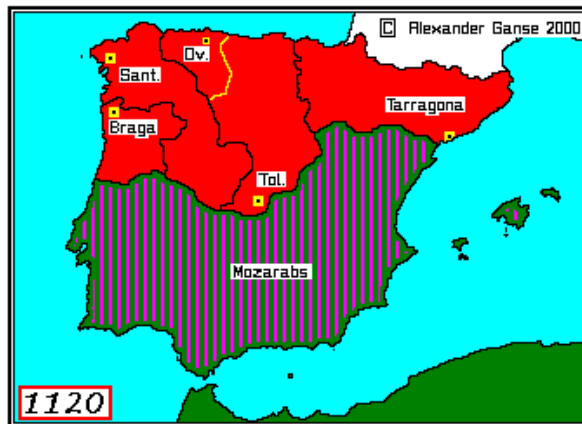 © Alexander Ganse 2000
Ov.
Sant.
Tarragona
Braga
Tol.
Mozarabs
1120